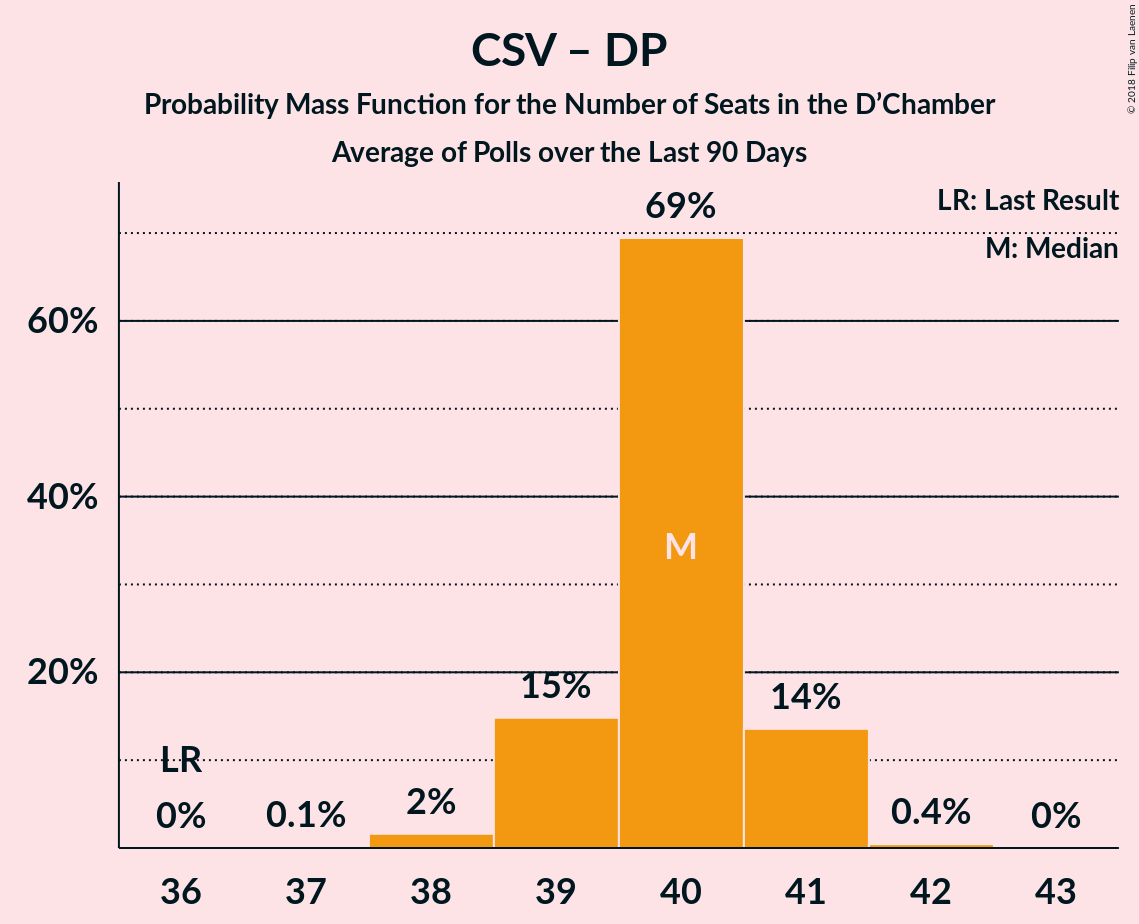 CSV – DP
Probability Mass Function for the Number of Seats in the D’Chamber
Average of Polls over the Last 90 Days
© 2018 Filip van Laenen
LR: Last Result
M: Median
60%
40%
20%
LR
0%
0.1%
2%
15%
69%
M
14%
0.4%
0%
36 37 38 39 40 41 42 43